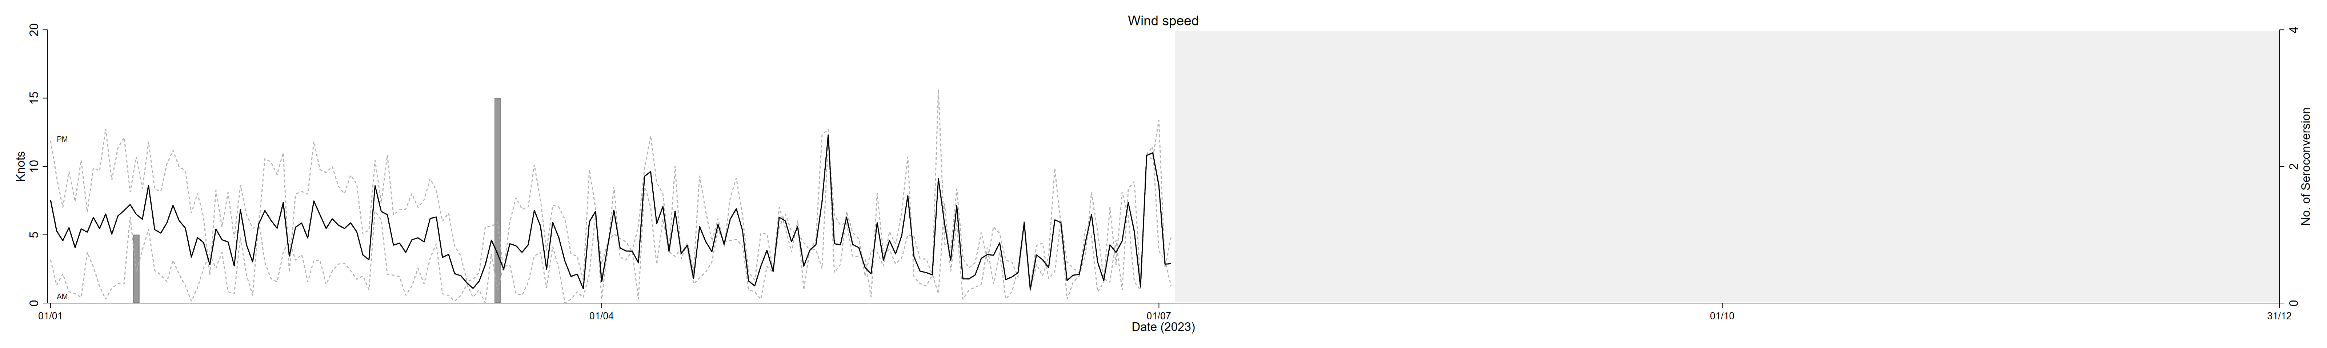 Wind speed
Knots
20
15
10
5
0
PM
AM
01/01
01/04
01/07
01/10
31/12
Date (2023)
4
2
0
No. of Seroconversion